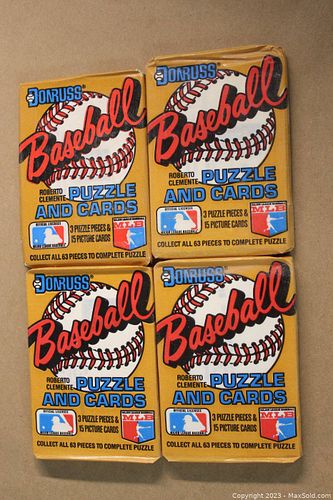 DONRUSS
Baseball
ROBERTO
CLEMENTE PUZZLE
AND CARDS
3 PUZZLE PIECES &
15 PICTURE CARDS
MLB
COLLECT ALL 63 PIECES TO COMPLETE PUZZLE
DONRUSS
Baseball
ROBERTO
CLEMENTE PUZZLE
AND CARDS
3 PUZZLE PIECES &
15 PICTURE CARDS
MLB
COLLECT ALL 63 PIECES TO COMPLETE PUZZLE
DONRUSS
Baseball
ROBERTO
CLEMENTE PUZZLE
AND CARDS
3 PUZZLE PIECES &
15 PICTURE CARDS
MLB
COLLECT ALL 63 PIECES TO COMPLETE PUZZLE
DONRUSS
Baseball
ROBERTO
CLEMENTE PUZZLE
AND CARDS
3 PUZZLE PIECES &
15 PICTURE CARDS
MLB
COLLECT ALL 63 PIECES TO COMPLETE PUZZLE
Copyright 2023 - MaxSold.com